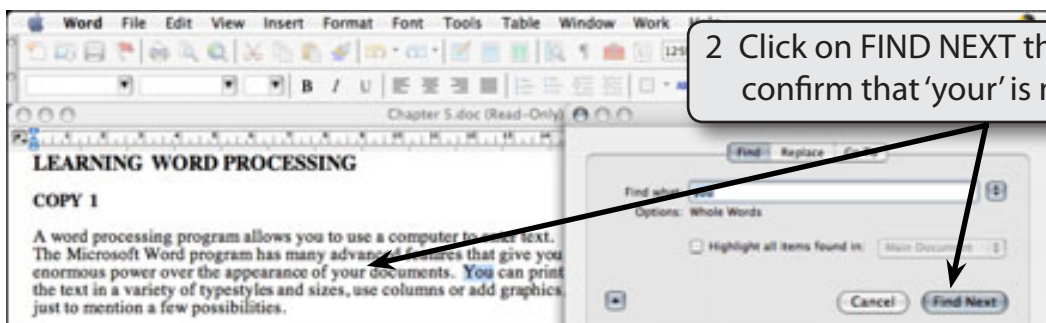 Word File Edit View Insert Format Font Tools Table Window Work
2 Click on FIND NEXT th
confirm that ‘your’ is
B I U
Chapter 5.doc (Read-Only)
LEARNING WORD PROCESSING
COPY 1
A word processing program allows you to use a computer to enter text.
The Microsoft Word program has many advanced features that give you
enormous power over the appearance of your documents. You can print
the text in a variety of typestyles and sizes, use columns or add graphics,
just to mention a few possibilities.
Find Replace Go To
Find what: you
Options: Whole Words
Highlight all items found in: Main Document
Cancel Find Next